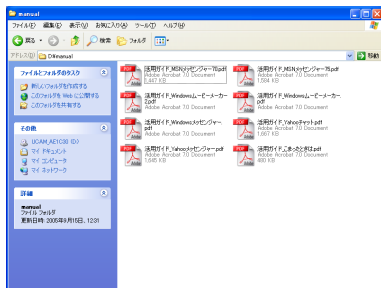 manual
ファイル(F) 編集(E) 表示(V) お気に入り(A) ツール(T) ヘルプ(H)
戻る 検索 フォルダ
アドレス(D) D:¥manual 移動
ファイルとフォルダのタスク
新しいフォルダを作成する
このフォルダを Web に公開する
このフォルダを共有する
その他
UCAM_AE1C30 (D:)
マイ ドキュメント
マイ コンピュータ
マイ ネットワーク
詳細
manual
ファイル フォルダ
更新日時: 2005年9月15日、12:31
活用ガイド_MSNメッセンジャー70.pdf
Adobe Acrobat 7.0 Document
活用ガイド_MSNメッセンジャー75.pdf
Adobe Acrobat 7.0 Document
活用ガイド_Windowsムービーメーカー2.pdf
Adobe Acrobat 7.0 Document
活用ガイド_Windowsムービーメーカー.pdf
Adobe Acrobat 7.0 Document
活用ガイド_Windowsメッセンジャー.pdf
Adobe Acrobat 7.0 Document
活用ガイド_Yahooチャット.pdf
Adobe Acrobat 7.0 Document
活用ガイド_Yahooメッセンジャー.pdf
Adobe Acrobat 7.0 Document
活用ガイド_こまったときは.pdf
Adobe Acrobat 7.0 Document